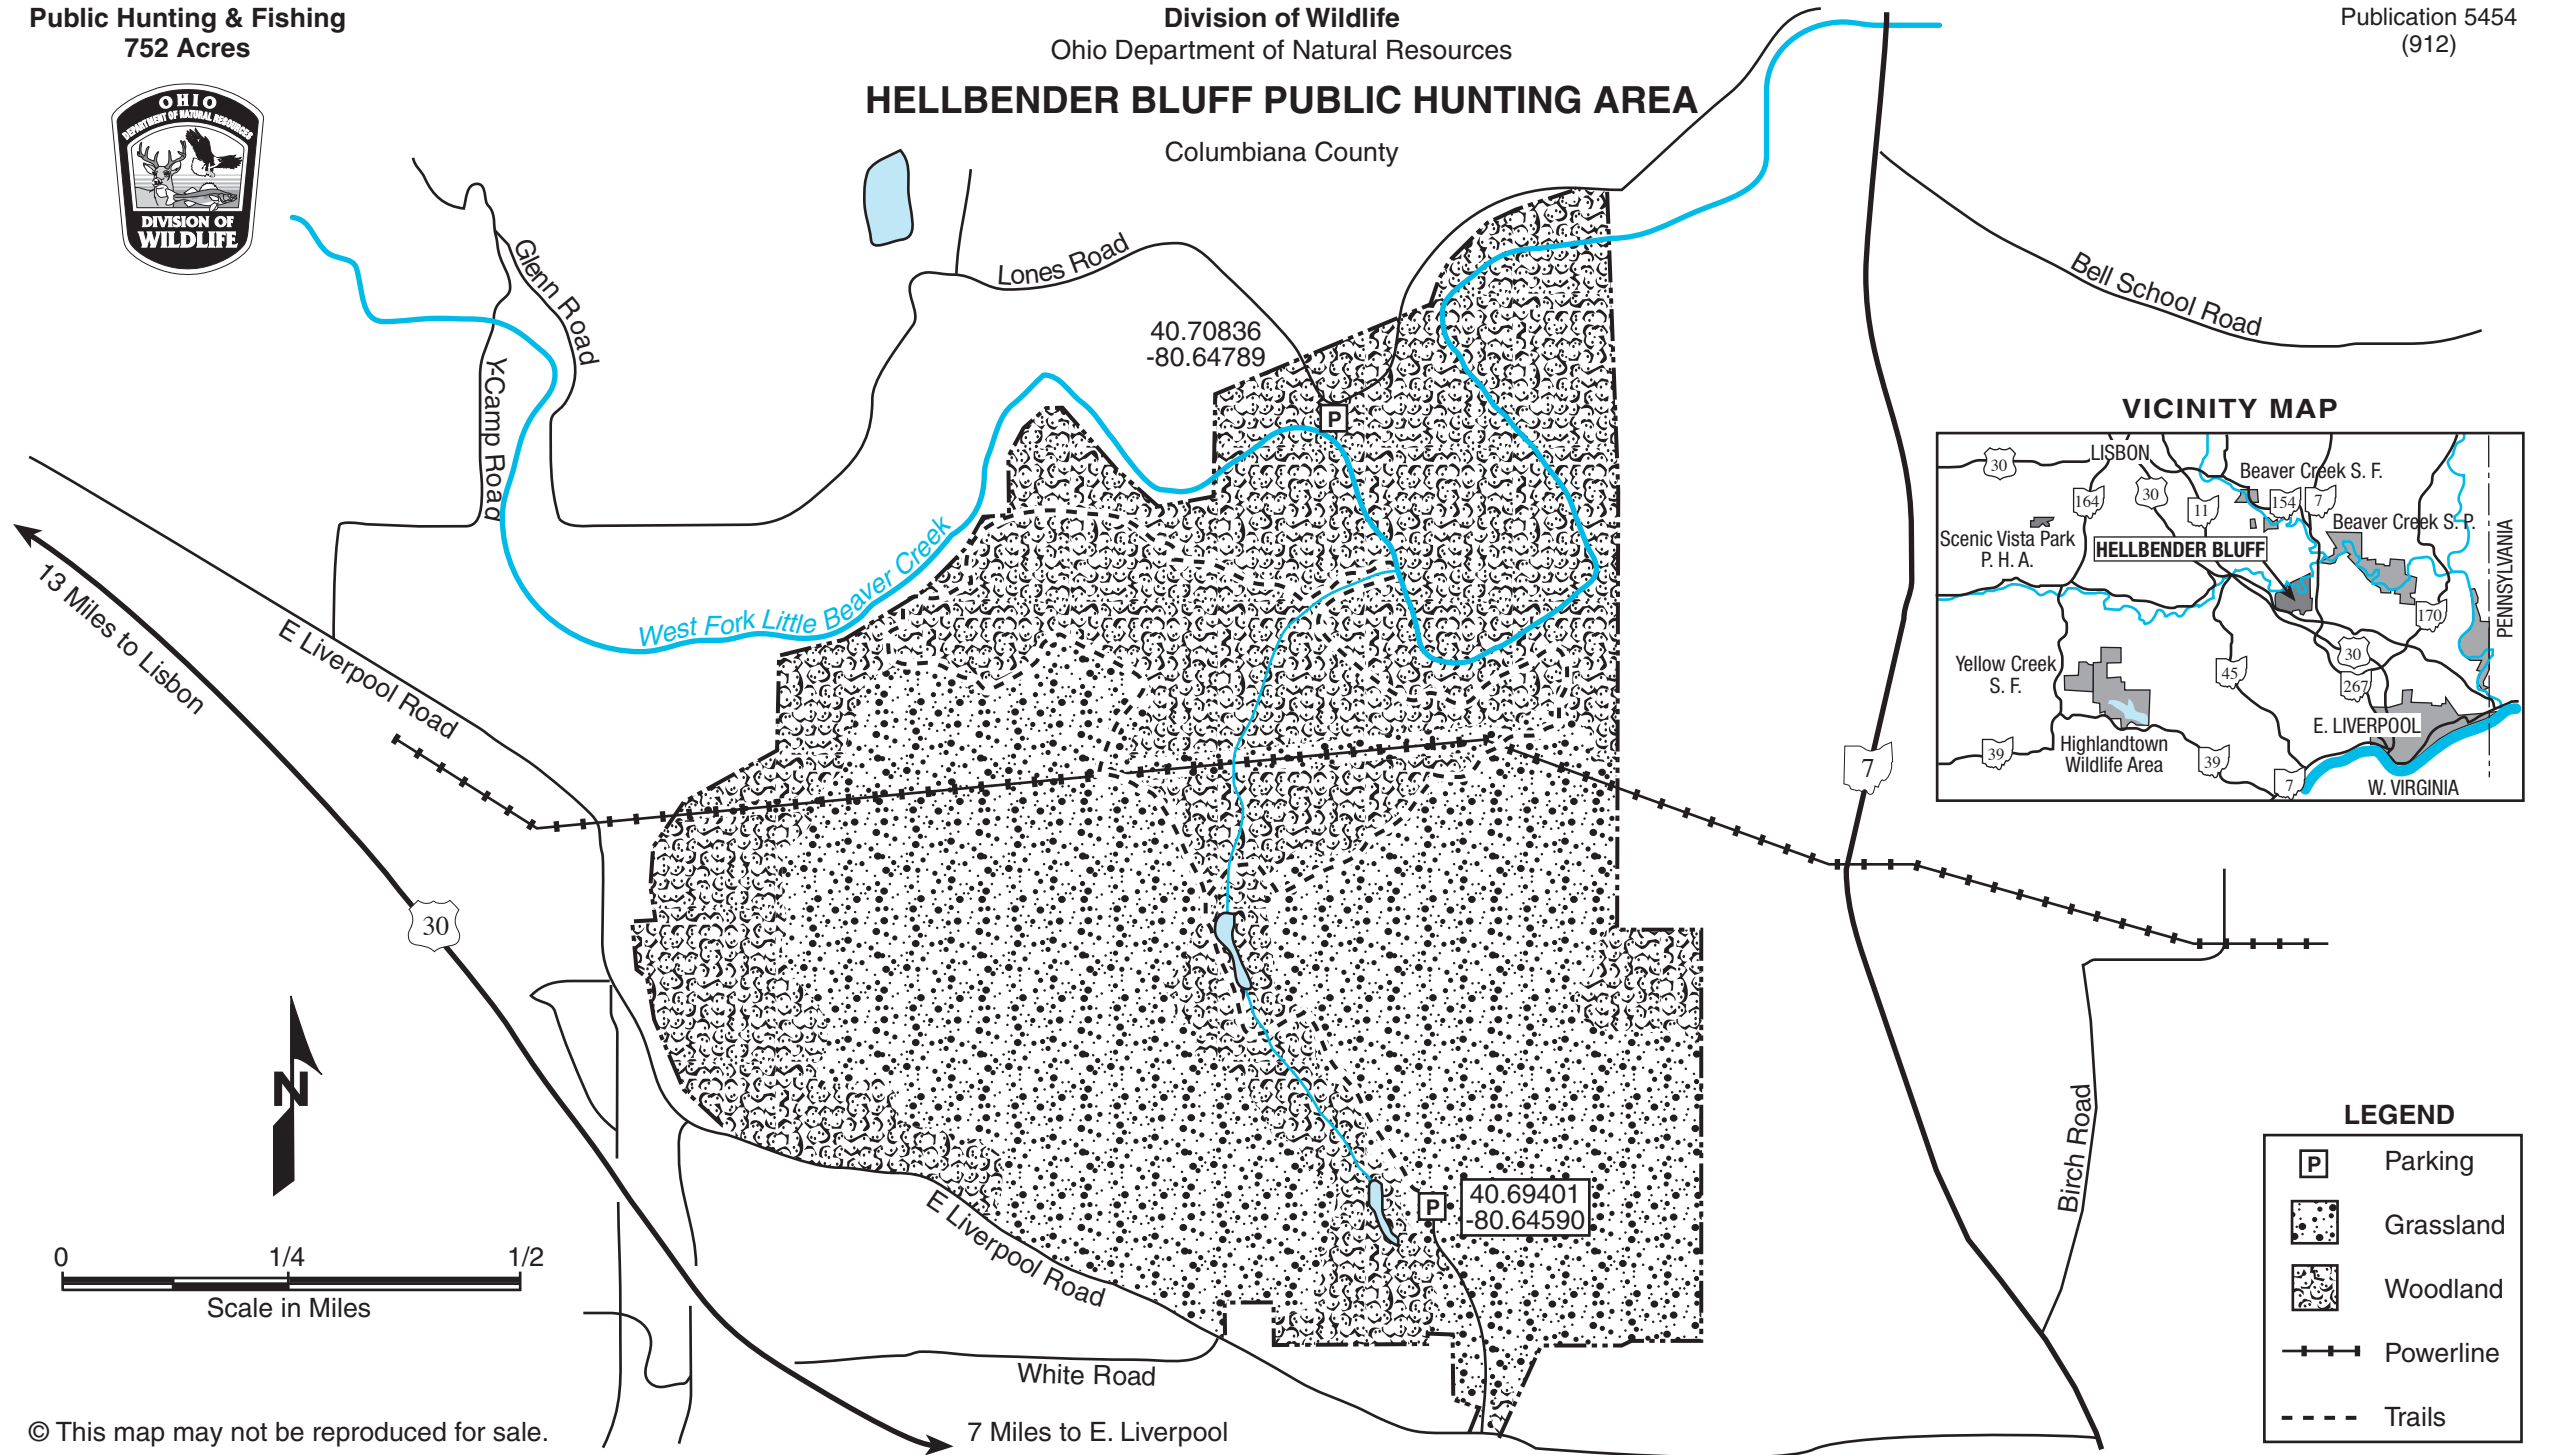 Public Hunting & Fishing
752 Acres
Division of Wildlife
Ohio Department of Natural Resources
HELLBENDER BLUFF PUBLIC HUNTING AREA
Columbiana County
Publication 5454
(912)
OHIO
DEPARTMENT OF NATURAL RESOURCES
DIVISION OF
WILDLIFE
Glenn Road
Y-Camp Road
Lones Road
40.70836
-80.64789
P
Bell School Road
West Fork Little Beaver Creek
13 Miles to Lisbon
E Liverpool Road
30
7
VICINITY MAP
30
LISBON
Beaver Creek S. F.
164
30
11
154
7
Scenic Vista Park
P. H. A.
Beaver Creek S. P.
HELLBENDER BLUFF
PENNSYLVANIA
170
Yellow Creek
S. F.
45
30
267
E. LIVERPOOL
39
Highlandtown
Wildlife Area
39
7
W. VIRGINIA
N
0 1/4 1/2
Scale in Miles
E Liverpool Road
P
40.69401
-80.64590
Birch Road
White Road
7 Miles to E. Liverpool
LEGEND
P Parking
Grassland
Woodland
Powerline
Trails
© This map may not be reproduced for sale.